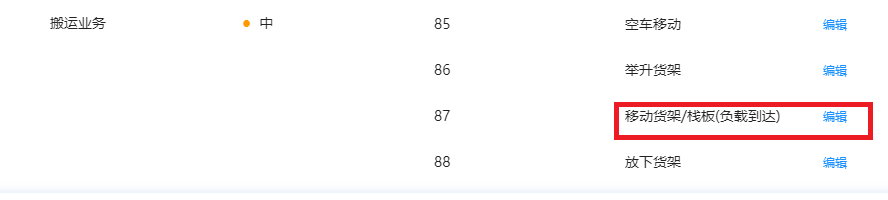 搬运业务 中 85 空车移动 编辑
86 举升货架 编辑
87 移动货架/栈板(负载到达) 编辑
88 放下货架 编辑